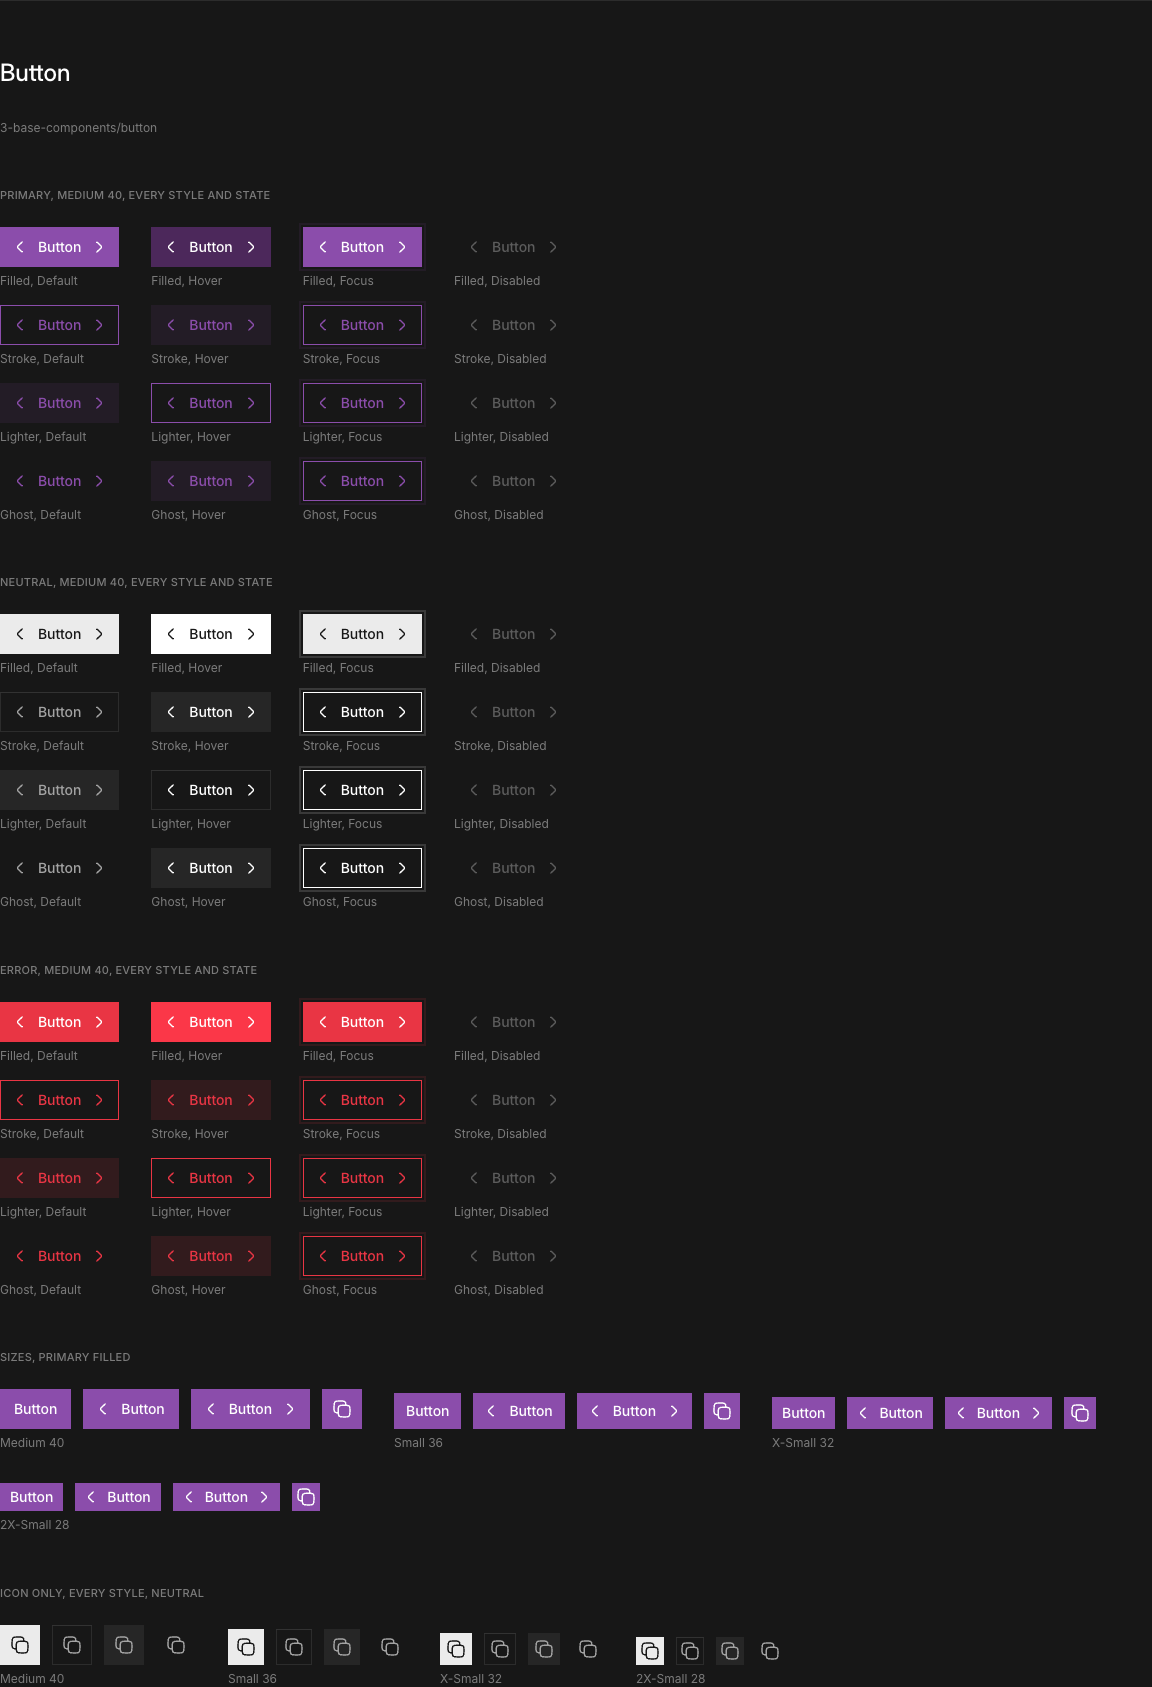 Button
3-base-components/button
PRIMARY, MEDIUM 40, EVERY STYLE AND STATE
Button Button Button Button
Filled, Default Filled, Hover Filled, Focus Filled, Disabled
Button Button Button Button
Stroke, Default Stroke, Hover Stroke, Focus Stroke, Disabled
Button Button Button Button
Lighter, Default Lighter, Hover Lighter, Focus Lighter, Disabled
Button Button Button Button
Ghost, Default Ghost, Hover Ghost, Focus Ghost, Disabled
NEUTRAL, MEDIUM 40, EVERY STYLE AND STATE
Button Button Button Button
Filled, Default Filled, Hover Filled, Focus Filled, Disabled
Button Button Button Button
Stroke, Default Stroke, Hover Stroke, Focus Stroke, Disabled
Button Button Button Button
Lighter, Default Lighter, Hover Lighter, Focus Lighter, Disabled
Button Button Button Button
Ghost, Default Ghost, Hover Ghost, Focus Ghost, Disabled
ERROR, MEDIUM 40, EVERY STYLE AND STATE
Button Button Button Button
Filled, Default Filled, Hover Filled, Focus Filled, Disabled
Button Button Button Button
Stroke, Default Stroke, Hover Stroke, Focus Stroke, Disabled
Button Button Button Button
Lighter, Default Lighter, Hover Lighter, Focus Lighter, Disabled
Button Button Button Button
Ghost, Default Ghost, Hover Ghost, Focus Ghost, Disabled
SIZES, PRIMARY FILLED
Button Button Button Button Button Button Button Button Button
Medium 40 Small 36 X-Small 32
Button Button Button
2X-Small 28
ICON ONLY, EVERY STYLE, NEUTRAL
Medium 40 Small 36 X-Small 32 2X-Small 28